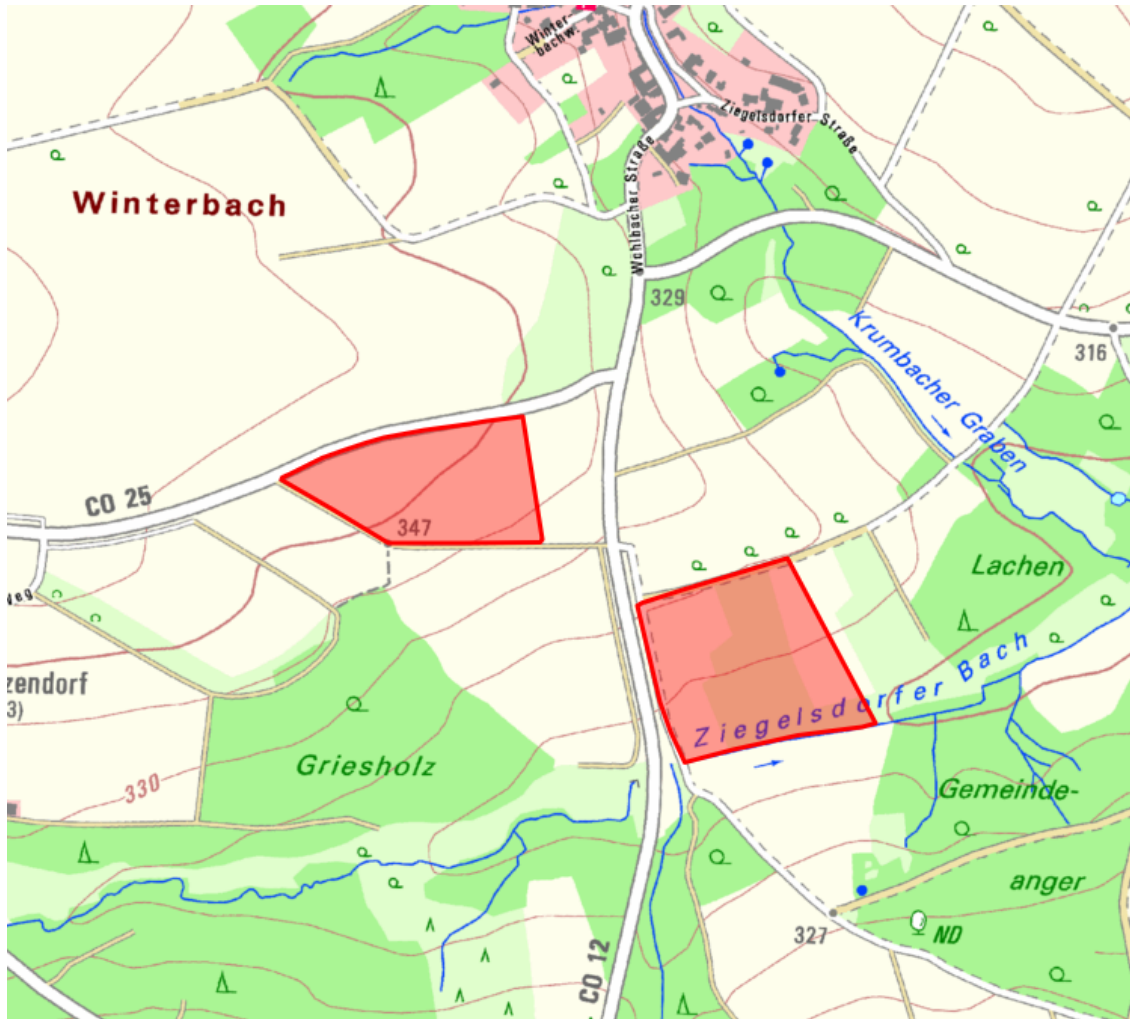 Winter
bachw.
Ziegelsdorfer Straße
Wohlbacher Straße
Winterbach
329
Krumbacher Graben
316
CO 25
347
Lachen
zendorf
3)
Ziegelsdorfer Bach
Griesholz
330
Gemeinde-
anger
327
ND
CO 12